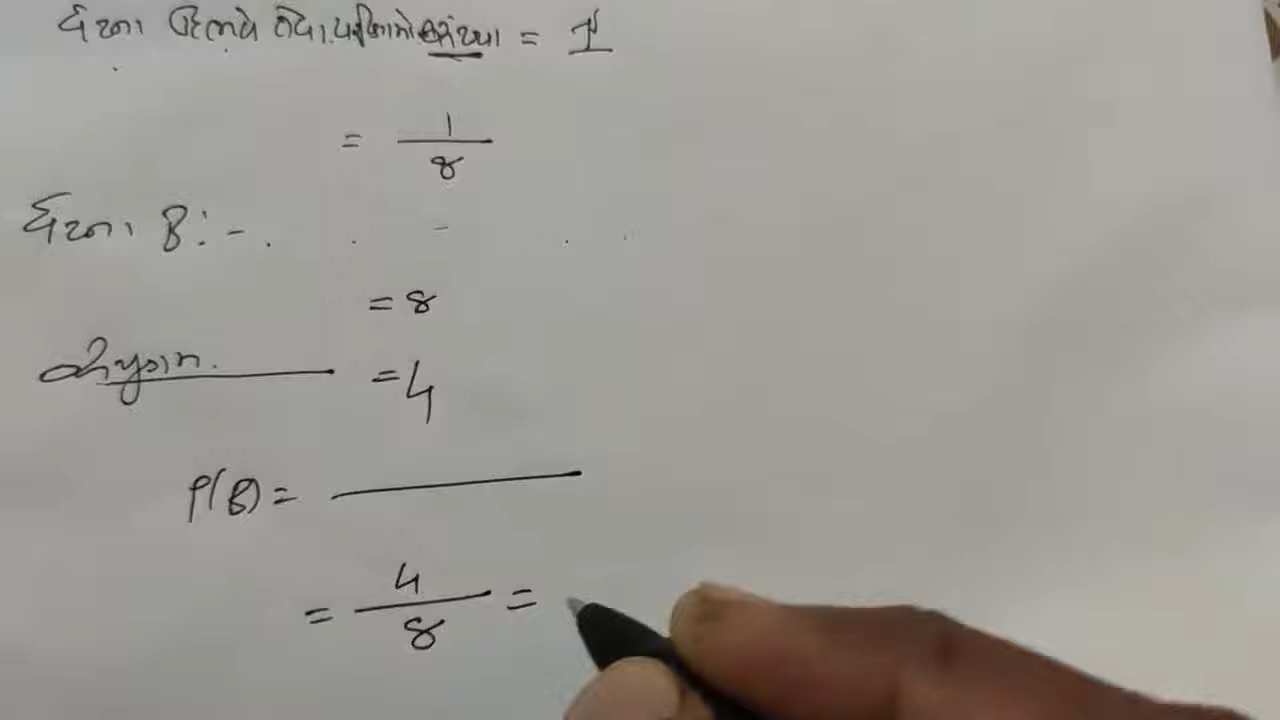 ઘટના ઉદ્ભવે તેવા પરિણામો સંખ્યા = 1
= 1/8
ઘટના B:-
= 8
= 4
P(B) =
= 4/8 =